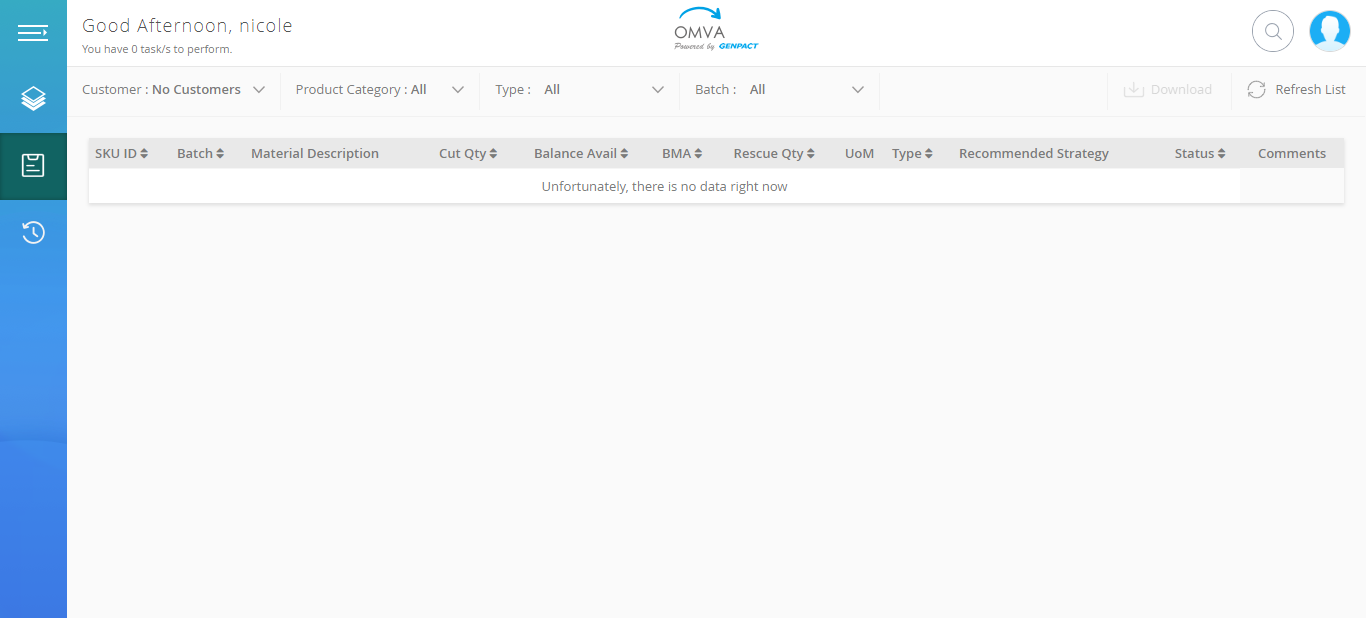 Good Afternoon, nicole
You have 0 task/s to perform.
OMVA
Powered by GENPACT
Customer : No Customers
Product Category : All
Type : All
Batch : All
Download
Refresh List
SKU ID Batch Material Description Cut Qty Balance Avail BMA Rescue Qty UoM Type Recommended Strategy Status Comments
Unfortunately, there is no data right now